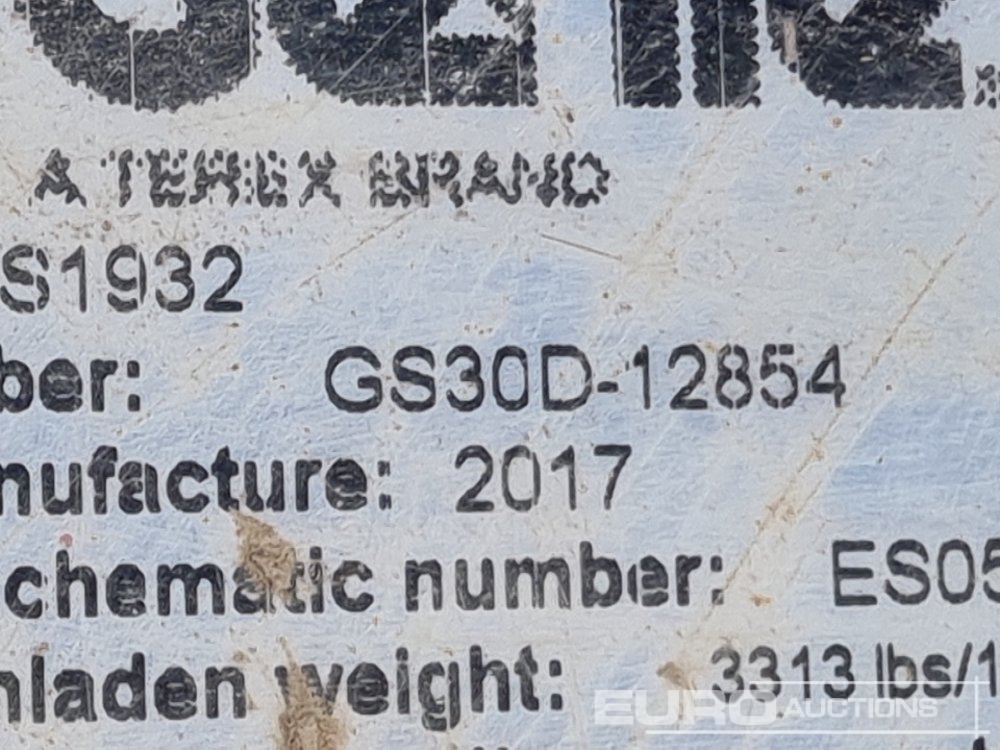 A TEREX BRAND
S1932
ber: GS30D-12854
nufacture: 2017
chematic number: ES05
nladen weight: 3313 lbs/1
EURO AUCTIONS